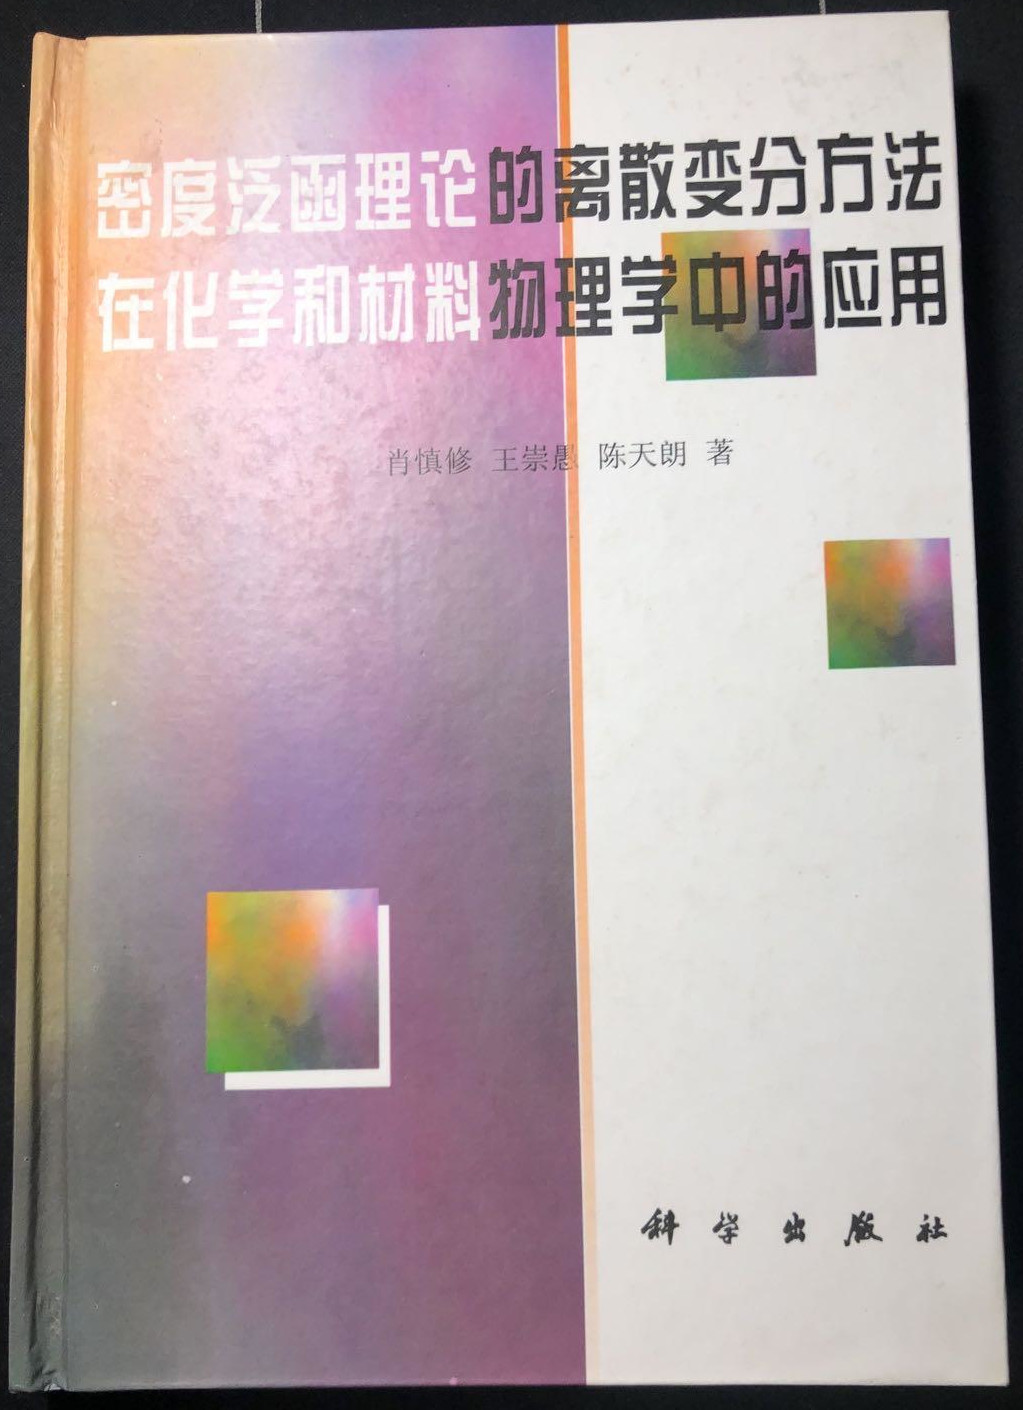 密度泛函理论的离散变分方法
在化学和材料物理学中的应用
肖慎修 王崇愚 陈天朗 著
科学出版社